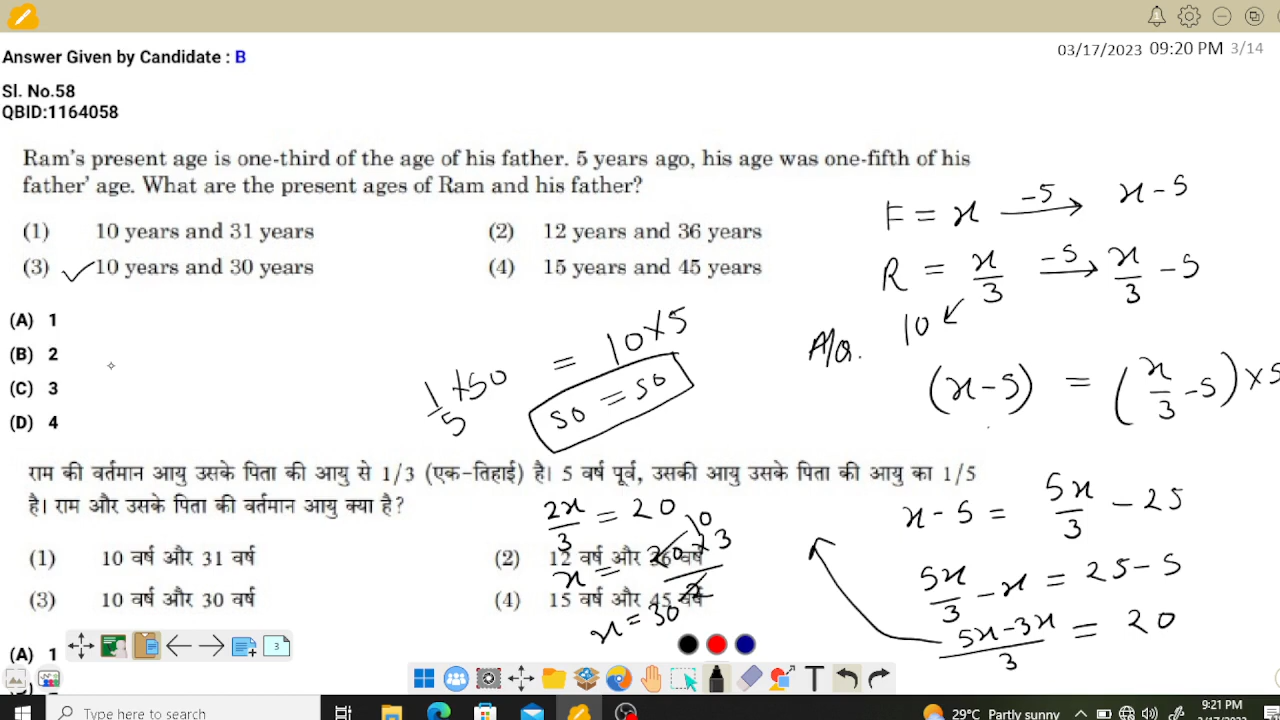 03/17/2023 09:20 PM 3/14
Answer Given by Candidate : B
Sl. No.58
QBID:1164058
Ram's present age is one-third of the age of his father. 5 years ago, his age was one-fifth of his
father' age. What are the present ages of Ram and his father?
(1) 10 years and 31 years (2) 12 years and 36 years
(3) 10 years and 30 years (4) 15 years and 45 years
(A) 1
(B) 2
(C) 3
(D) 4
F = x -5 → x - 5
R = x/3 -5 → x/3 - 5
10
A/Q.
(x-5) = (x/3 -5) × 5
1/5 × 50 = 10 × 5
50 = 50
x - 5 = 5x/3 - 25
5x/3 - x = 25 - 5
5x-3x/3 = 20
2x/3 = 20
x = 20×3/2
10
x = 30
राम की वर्तमान आयु उसके पिता की आयु से 1/3 (एक-तिहाई) है। 5 वर्ष पूर्व, उसकी आयु उसके पिता की आयु का 1/5
है। राम और उसके पिता की वर्तमान आयु क्या है?
(1) 10 वर्ष और 31 वर्ष (2) 12 वर्ष और 36 वर्ष
(3) 10 वर्ष और 30 वर्ष (4) 15 वर्ष और 45 वर्ष
(A) 1
3
T
Type here to search
29°C Partly sunny
9:21 PM